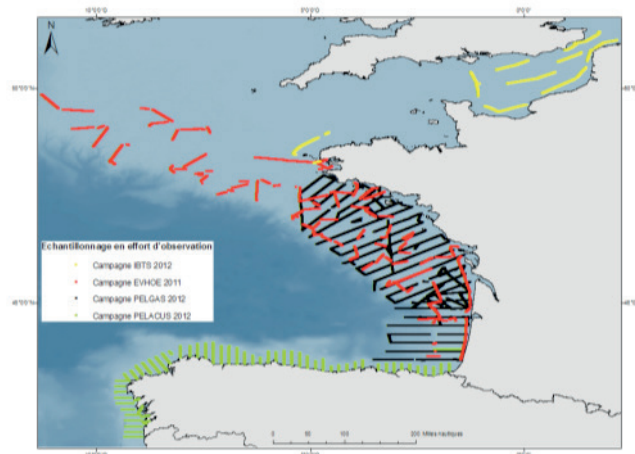 N
Echantillonnage en effort d'observation
Campagne IBTS 2012
Campagne EVHOE 2011
Campagne PELGAS 2012
Campagne PELACUS 2012
0 50 100 200 Milles nautiques